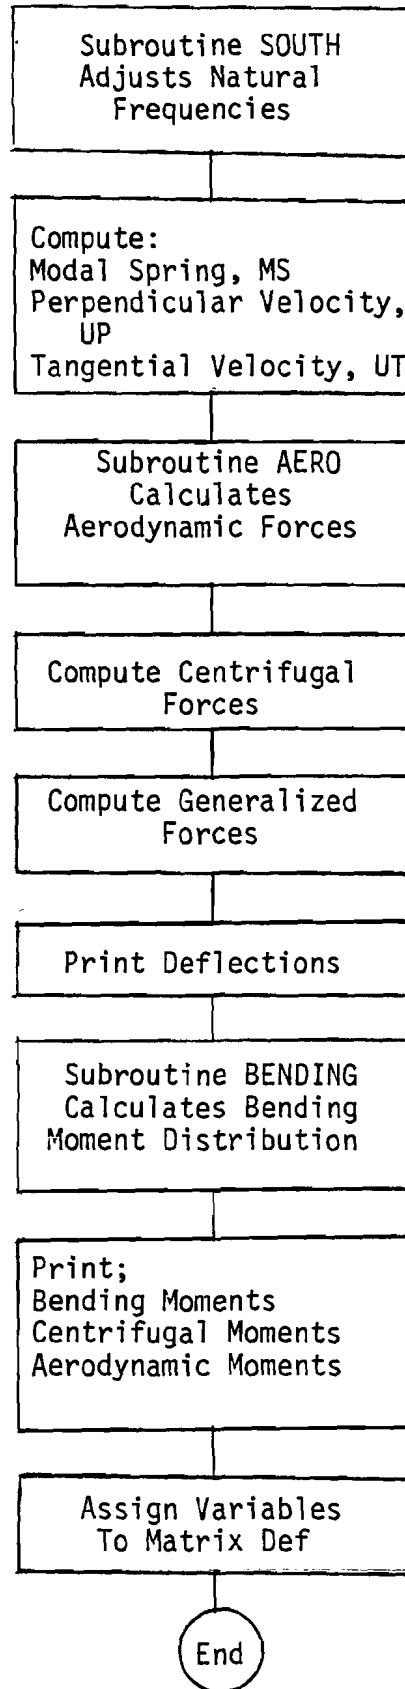 Subroutine SOUTH
Adjusts Natural
Frequencies
Compute:
Modal Spring, MS
Perpendicular Velocity,
UP
Tangential Velocity, UT
Subroutine AERO
Calculates
Aerodynamic Forces
Compute Centrifugal
Forces
Compute Generalized
Forces
Print Deflections
Subroutine BENDING
Calculates Bending
Moment Distribution
Print;
Bending Moments
Centrifugal Moments
Aerodynamic Moments
Assign Variables
To Matrix Def
End